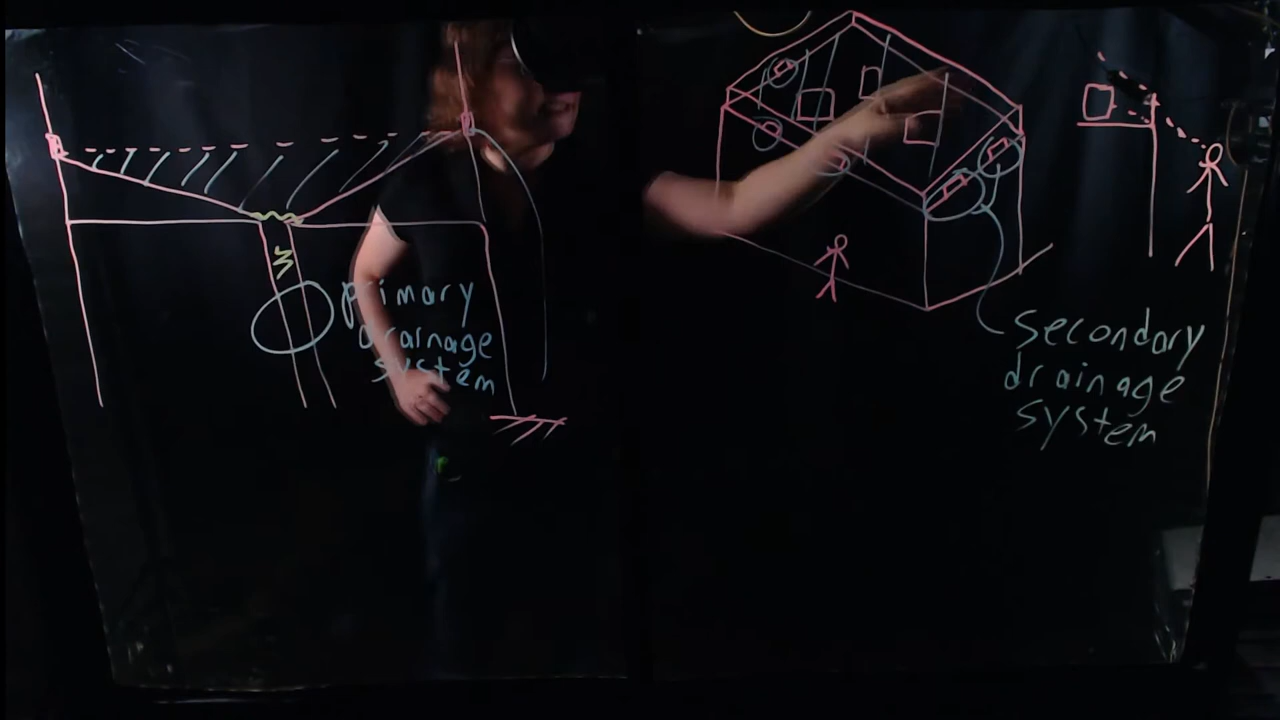 primary
drainage
system
secondary
drainage
system